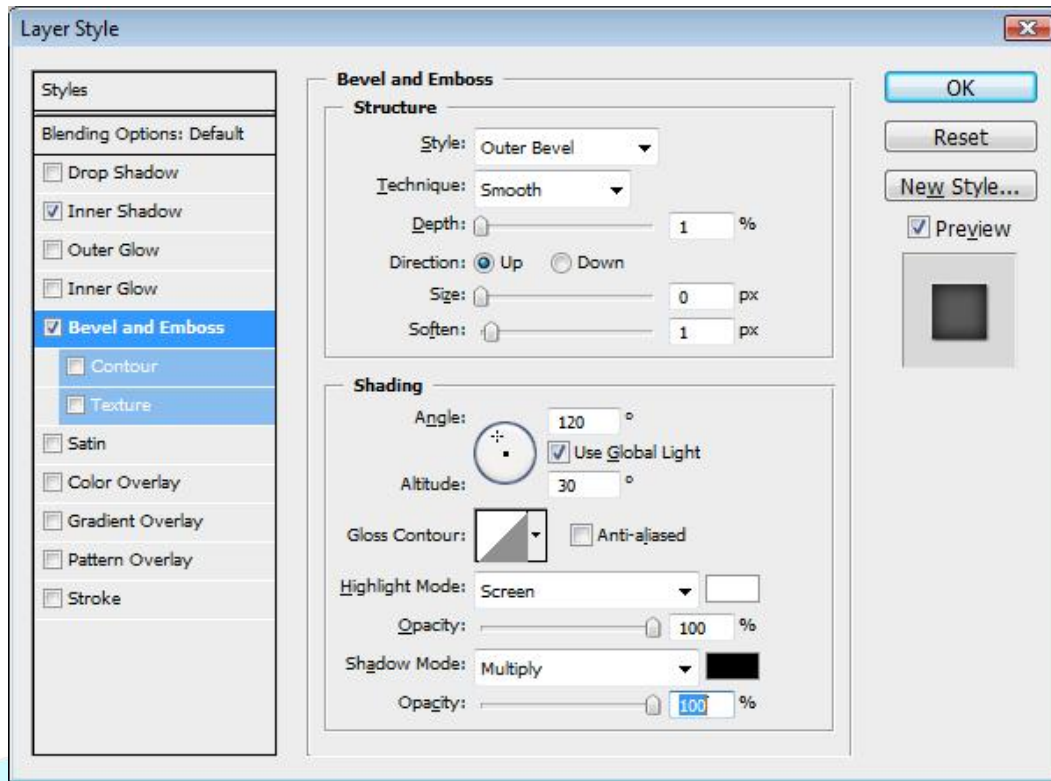 Layer Style
Styles
Blending Options: Default
Drop Shadow
Inner Shadow
Outer Glow
Inner Glow
Bevel and Emboss
Contour
Texture
Satin
Color Overlay
Gradient Overlay
Pattern Overlay
Stroke
Bevel and Emboss
Structure
Style: Outer Bevel
Technique: Smooth
Depth: 1 %
Direction: Up Down
Size: 0 px
Soften: 1 px
Shading
Angle: 120 °
Use Global Light
Altitude: 30 °
Gloss Contour: Anti-aliased
Highlight Mode: Screen
Opacity: 100 %
Shadow Mode: Multiply
Opacity: 100 %
OK
Reset
New Style...
Preview